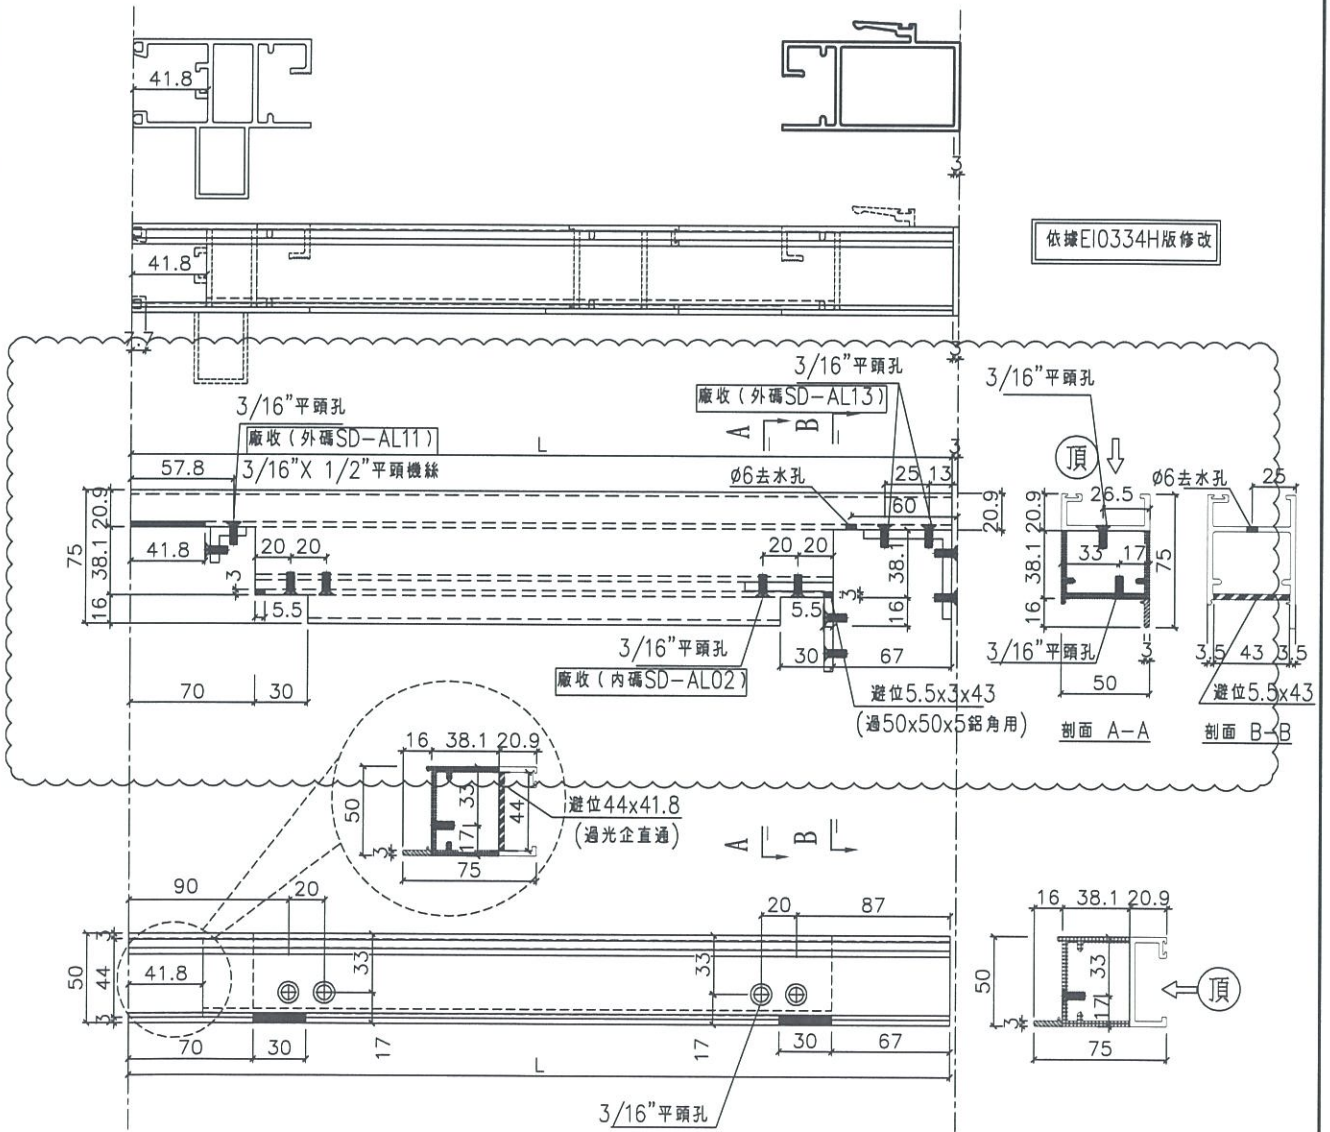 41.8
3
41.8
依據EI0334H版修改
7.7
3
3/16”平頭孔
3/16”平頭孔
3/16”平頭孔
廠收(外碼SD-AL13)
廠收(外碼SD-AL11)
A
B
L
3
頂
57.8
3/16”X 1/2”平頭機絲
Ø6去水孔
25
13
60
Ø6去水孔
25
26.5
20.9
20.9
20.9
75
38.1
41.8
20
20
20
20
38.1
38.1
33
17
75
3
3
16
5.5
5.5
16
16
3/16”平頭孔
30
67
3/16”平頭孔
3
3.5
43
3.5
廠收(內碼SD-AL02)
70
30
避位5.5x3x43
50
避位5.5x43
(過50x50x5鋁角用)
剖面 A-A
剖面 B-B
16
38.1
20.9
50
33
44
避位44x41.8
(過光企直通)
17
3
75
A
B
90
20
20
87
16
38.1
20.9
3
50
44
41.8
33
33
50
33
頂
3
17
3
70
30
17
17
30
67
75
L
3/16”平頭孔